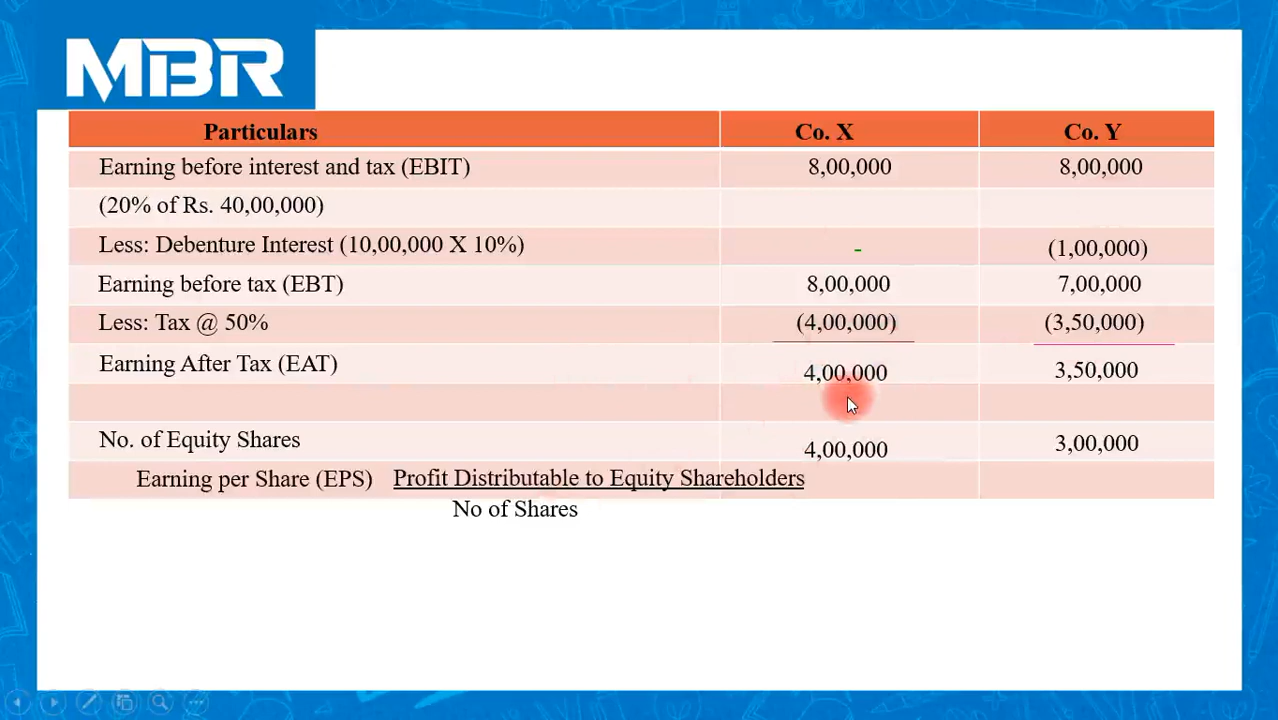 MBR
Particulars Co. X Co. Y
Earning before interest and tax (EBIT) 8,00,000 8,00,000
(20% of Rs. 40,00,000)
Less: Debenture Interest (10,00,000 X 10%) - (1,00,000)
Earning before tax (EBT) 8,00,000 7,00,000
Less: Tax @ 50% (4,00,000) (3,50,000)
Earning After Tax (EAT) 4,00,000 3,50,000
No. of Equity Shares 4,00,000 3,00,000
Earning per Share (EPS) Profit Distributable to Equity Shareholders
No of Shares